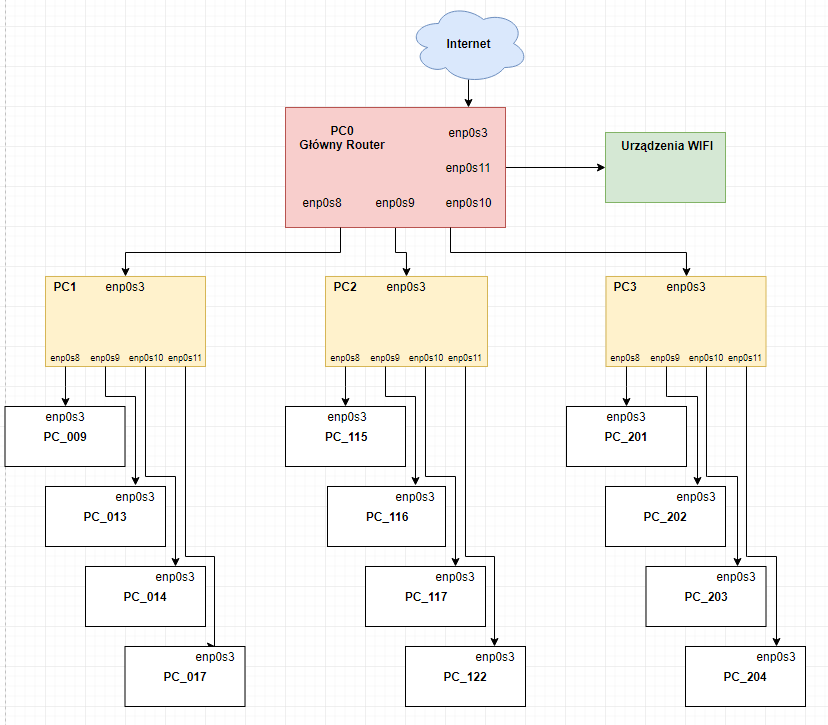 Internet
PC0
Główny Router
enp0s3
enp0s11
enp0s8 enp0s9 enp0s10
Urządzenia WIFI
PC1 enp0s3
enp0s8 enp0s9 enp0s10 enp0s11
PC2 enp0s3
enp0s8 enp0s9 enp0s10 enp0s11
PC3 enp0s3
enp0s8 enp0s9 enp0s10 enp0s11
enp0s3
PC_009
enp0s3
PC_115
enp0s3
PC_201
enp0s3
PC_013
enp0s3
PC_116
enp0s3
PC_202
enp0s3
PC_014
enp0s3
PC_117
enp0s3
PC_203
enp0s3
PC_017
enp0s3
PC_122
enp0s3
PC_204